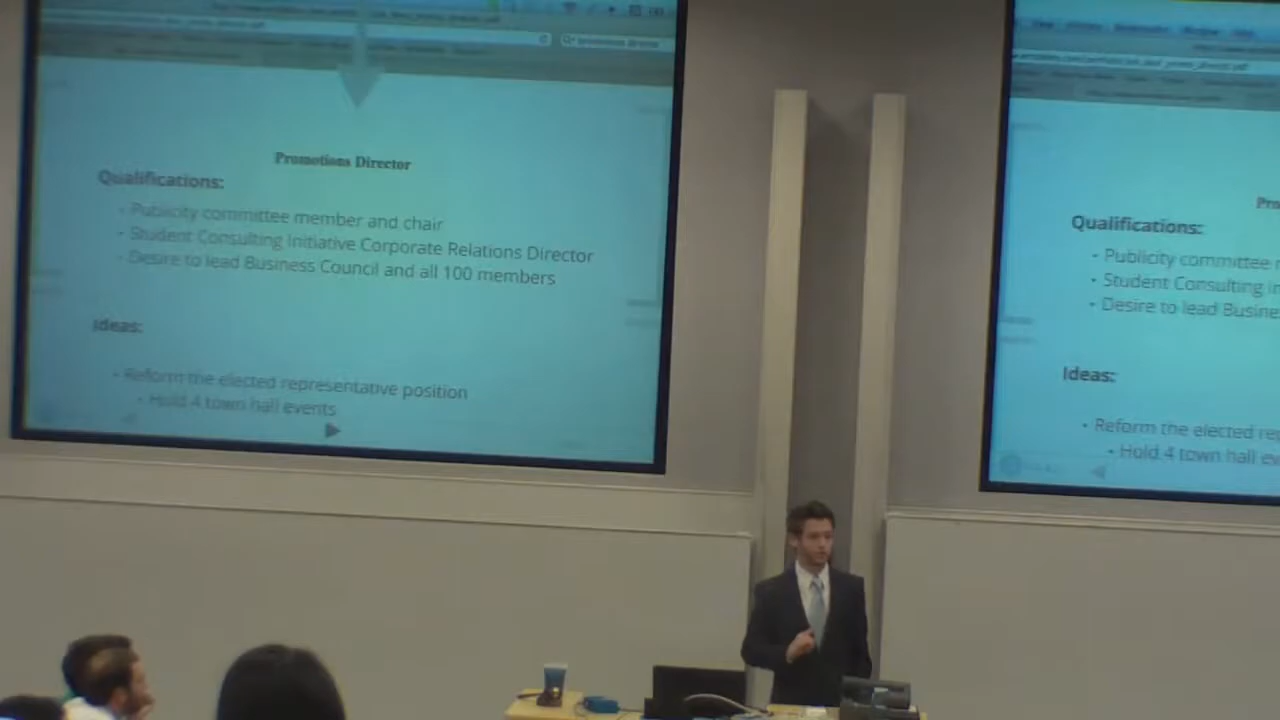 Promotions Director
Qualifications:
- Publicity committee member and chair
- Student Consulting Initiative Corporate Relations Director
- Desire to lead Business Council and all 100 members
Ideas:
- Reform the elected representative position
- Hold 4 town hall events
Qualifications:
• Publicity committee
• Student Consulting
• Desire to lead
Ideas:
• Reform the elected
• Hold 4 town hall